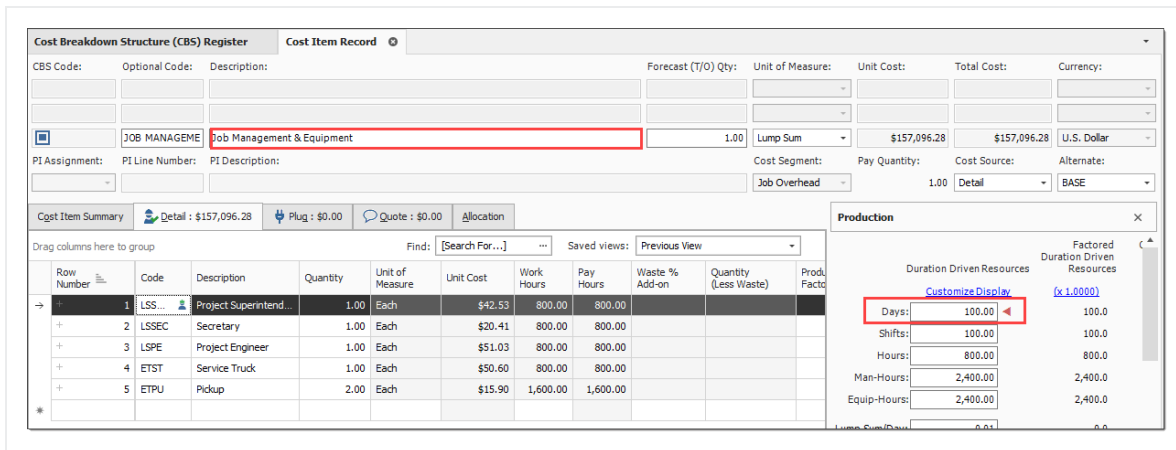 Cost Breakdown Structure (CBS) Register Cost Item Record
CBS Code: Optional Code: Description: Forecast (T/O) Qty: Unit of Measure: Unit Cost: Total Cost: Currency:
JOB MANAGEME Job Management & Equipment 1.00 Lump Sum $157,096.28 $157,096.28 U.S. Dollar
PI Assignment: PI Line Number: PI Description: Cost Segment: Pay Quantity: Cost Source: Alternate:
Job Overhead 1.00 Detail BASE
Cost Item Summary Detail : $157,096.28 Plug : $0.00 Quote : $0.00 Allocation
Drag columns here to group Find: [Search For...] ... Saved views: Previous View
Row Number Code Description Quantity Unit of Measure Unit Cost Work Hours Pay Hours Waste % Add-on Quantity (Less Waste)
1 LSS... Project Superintend... 1.00 Each $42.53 800.00 800.00
2 LSSEC Secretary 1.00 Each $20.41 800.00 800.00
3 LSPE Project Engineer 1.00 Each $51.03 800.00 800.00
4 ETST Service Truck 1.00 Each $50.60 800.00 800.00
5 ETPU Pickup 2.00 Each $15.90 1,600.00 1,600.00
Production
Duration Driven Resources Factored Duration Driven Resources
Customize Display (x 1.0000)
Days: 100.00 100.0
Shifts: 100.00 100.0
Hours: 800.00 800.0
Man-Hours: 2,400.00 2,400.0
Equip-Hours: 2,400.00 2,400.0
Lump Sum/Day: 0.01 0.0